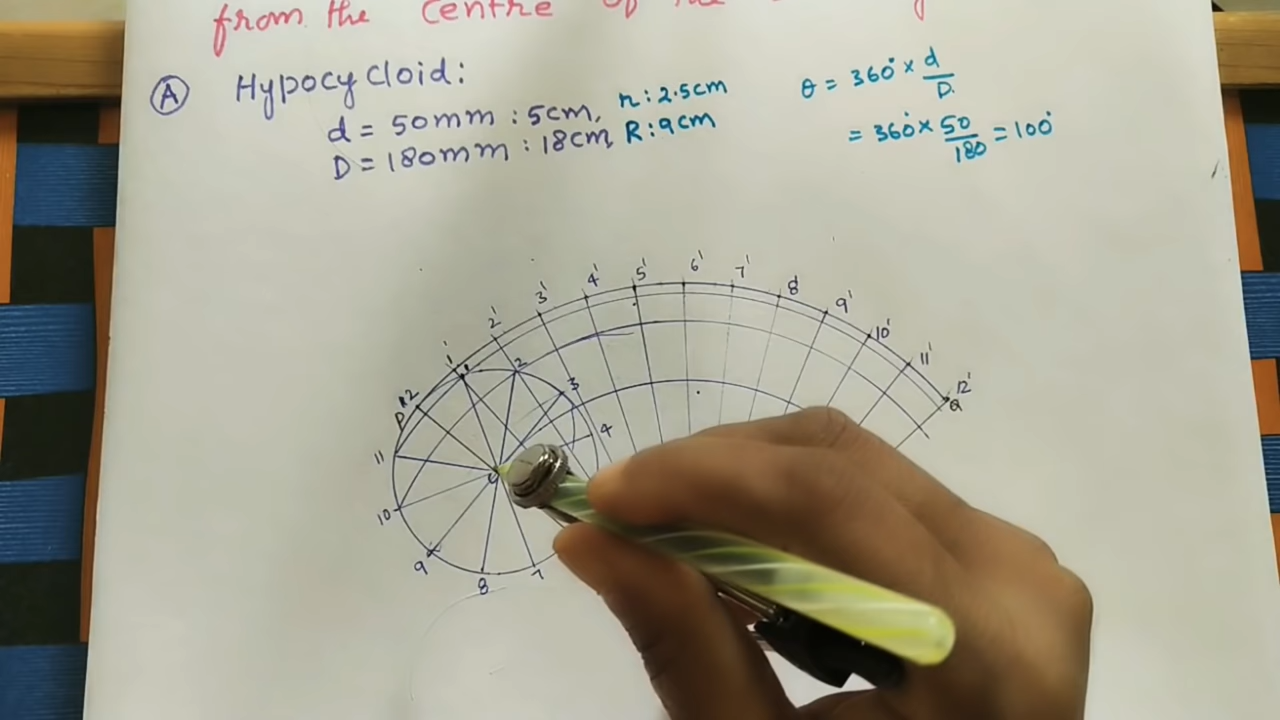 from the Centre of the
A Hypocycloid:
d = 50mm : 5cm, r : 2.5cm
D = 180mm : 18cm R : 9cm
θ = 360° × d/D.
= 360° × 50/180 = 100°
1' 2' 3' 4' 5' 6' 7' 8' 9' 10' 11' 12'
P 12 1 2 3 4
11 C Q
10
9 8 7